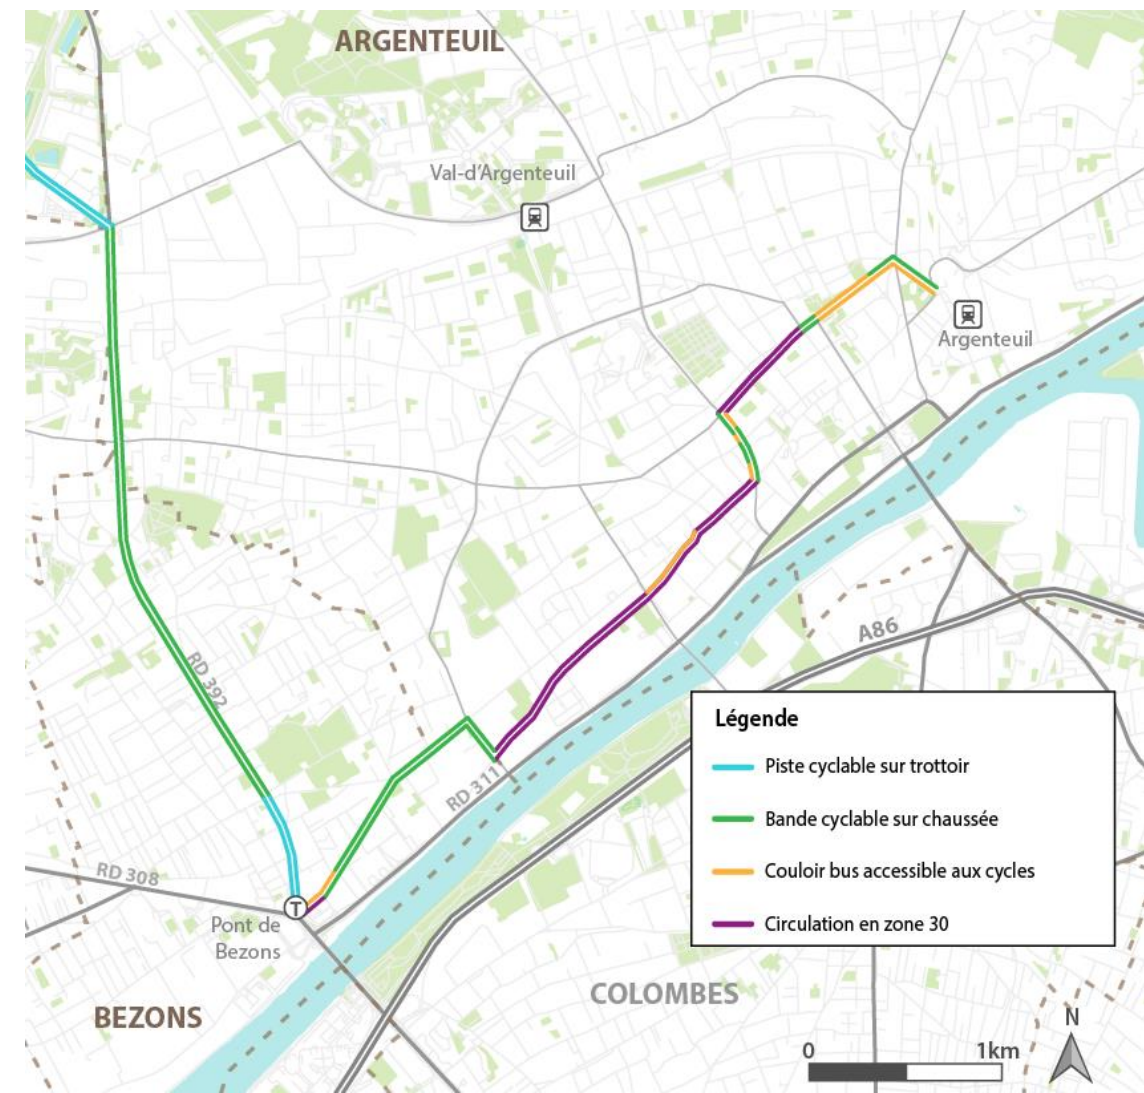 ARGENTEUIL
Val-d'Argenteuil
Argenteuil
A86
RD 392
Légende
Piste cyclable sur trottoir
RD 311
Bande cyclable sur chaussée
Couloir bus accessible aux cycles
RD 308
T
Circulation en zone 30
Pont de
Bezons
COLOMBES
BEZONS
N
0 1km